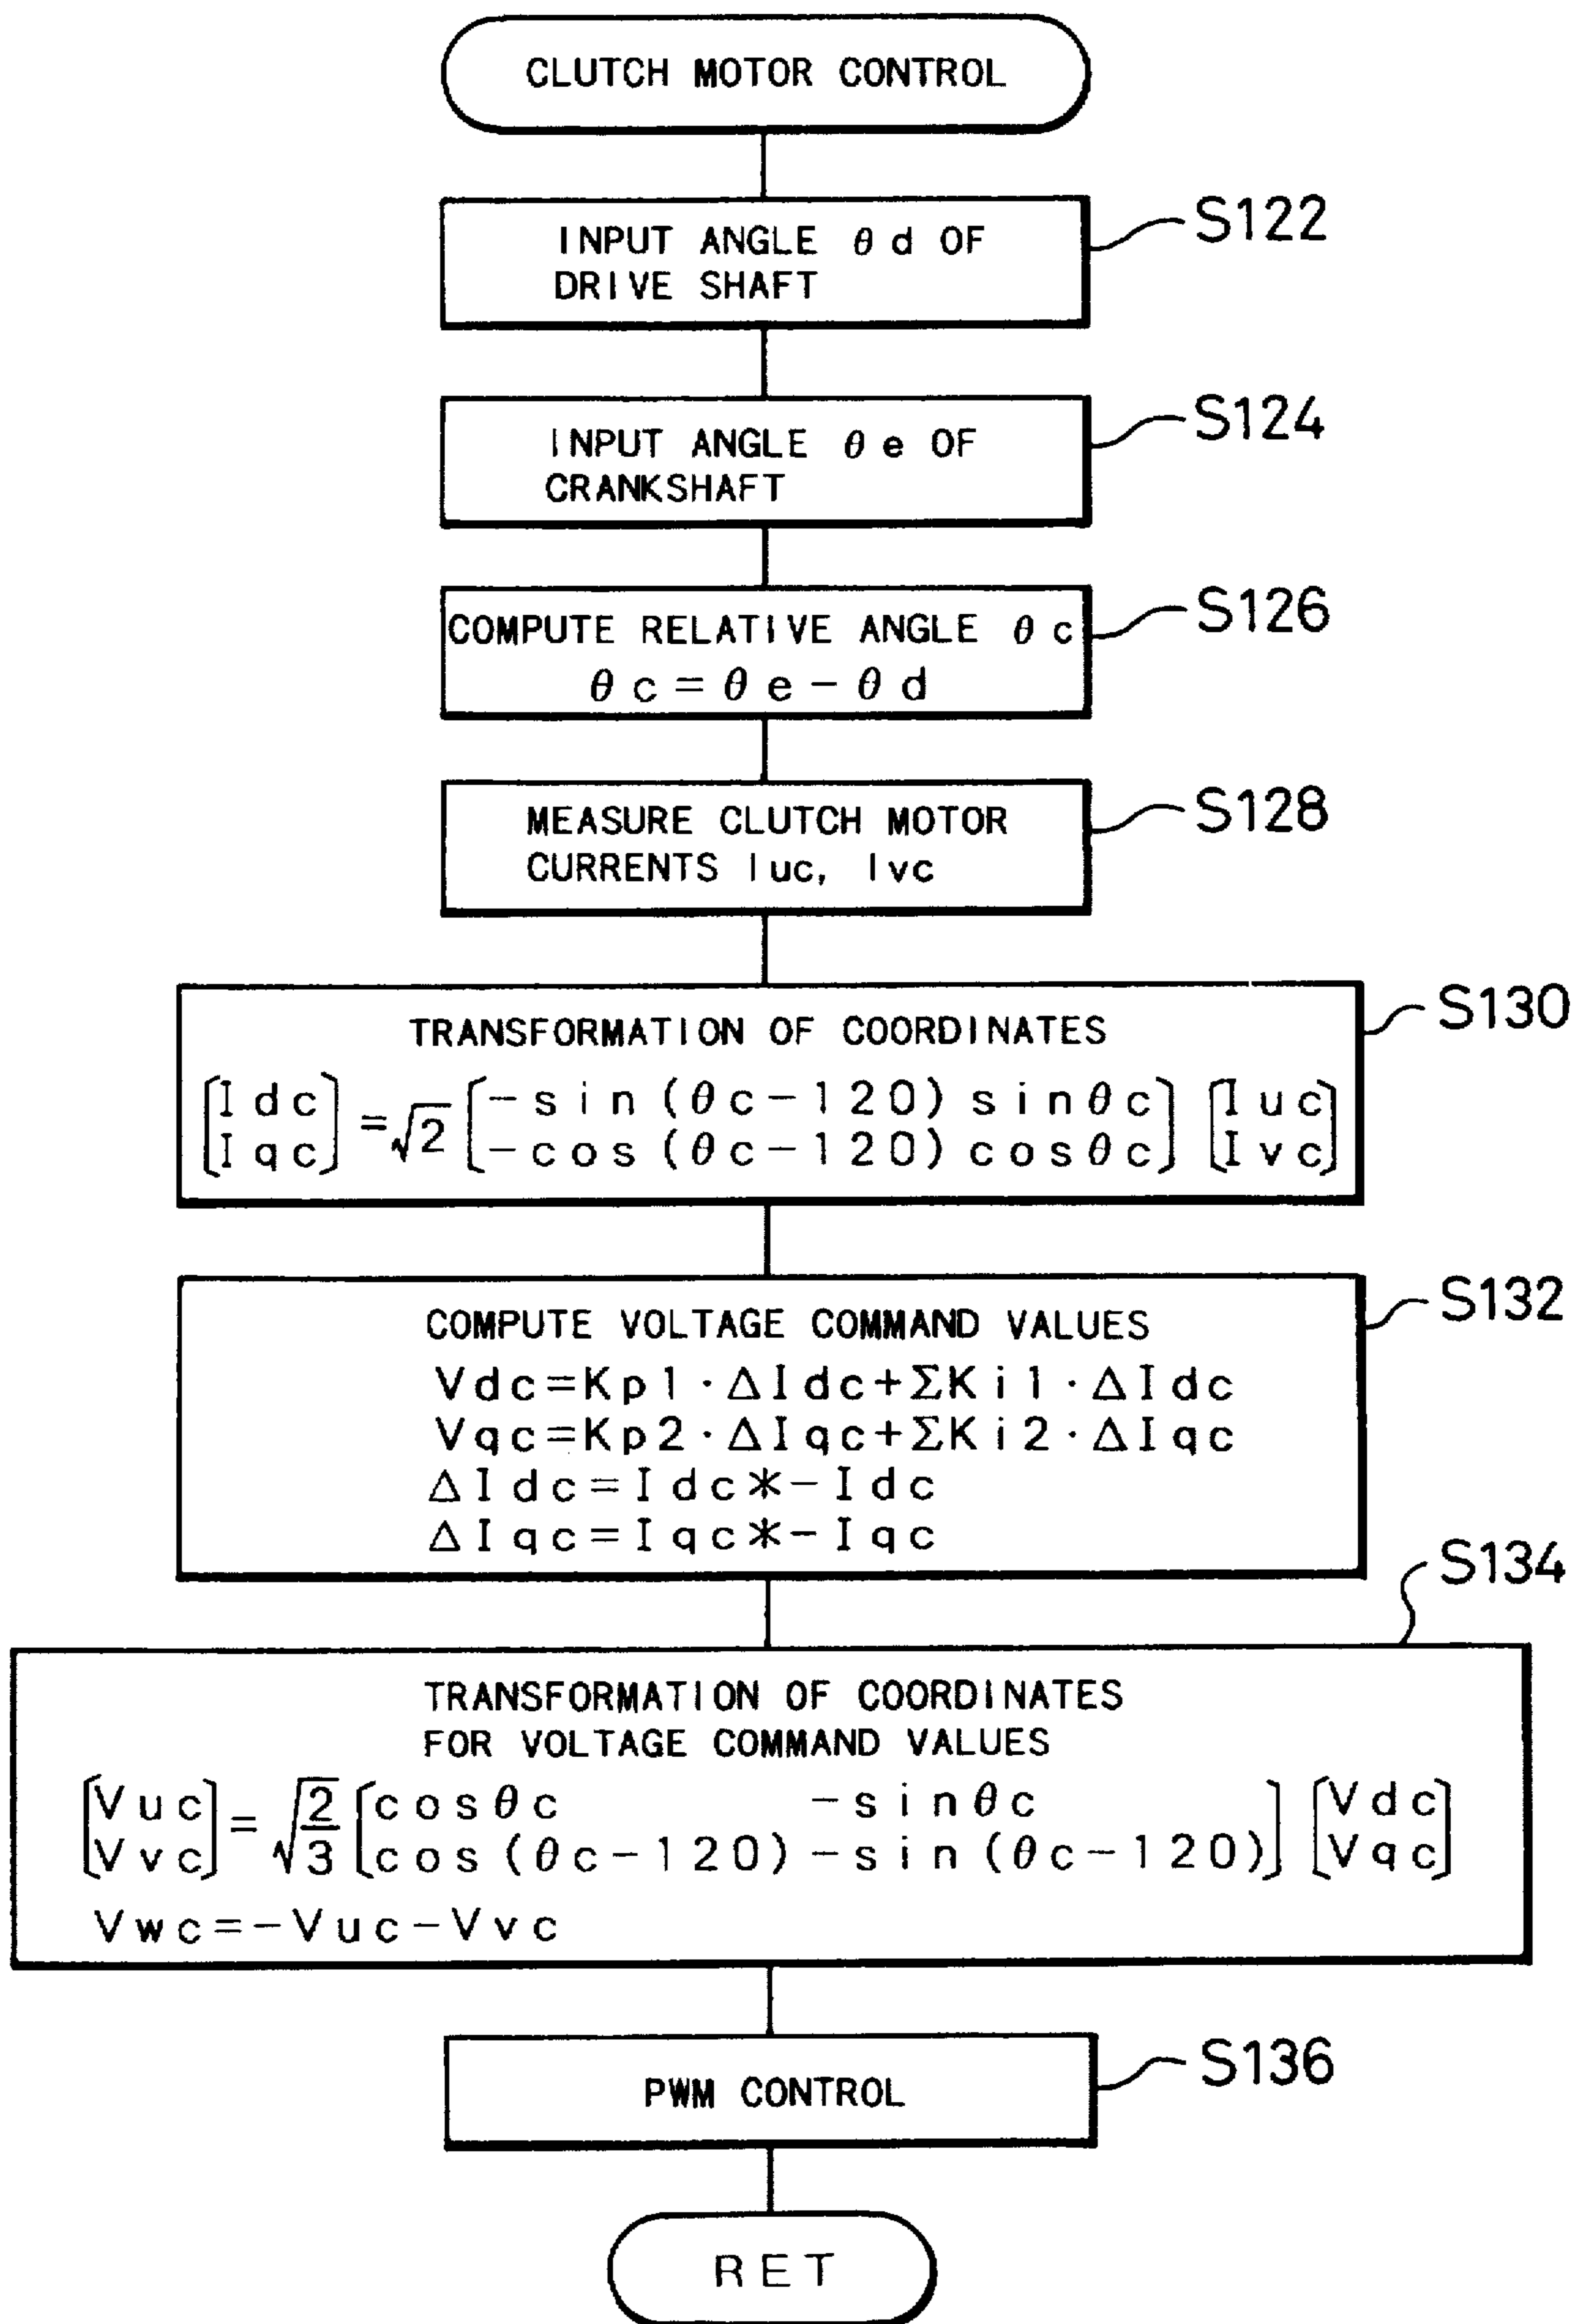 CLUTCH MOTOR CONTROL
S122
INPUT ANGLE θd OF
DRIVE SHAFT
S124
INPUT ANGLE θe OF
CRANKSHAFT
S126
COMPUTE RELATIVE ANGLE θc
θc=θe-θd
S128
MEASURE CLUTCH MOTOR
CURRENTS Iuc, Ivc
S130
TRANSFORMATION OF COORDINATES
[Idc] =√2 [-sin(θc-120) sinθc] [Iuc]
[Iqc] [-cos(θc-120) cosθc] [Ivc]
S132
COMPUTE VOLTAGE COMMAND VALUES
Vdc=Kp1·ΔIdc+ΣKi1·ΔIdc
Vqc=Kp2·ΔIqc+ΣKi2·ΔIqc
ΔIdc=Idc*-Idc
ΔIqc=Iqc*-Iqc
S134
TRANSFORMATION OF COORDINATES
FOR VOLTAGE COMMAND VALUES
[Vuc] = √2/3 [cosθc -sinθc] [Vdc]
[Vvc] [cos(θc-120) -sin(θc-120)] [Vqc]
Vwc=-Vuc-Vvc
S136
PWM CONTROL
RET